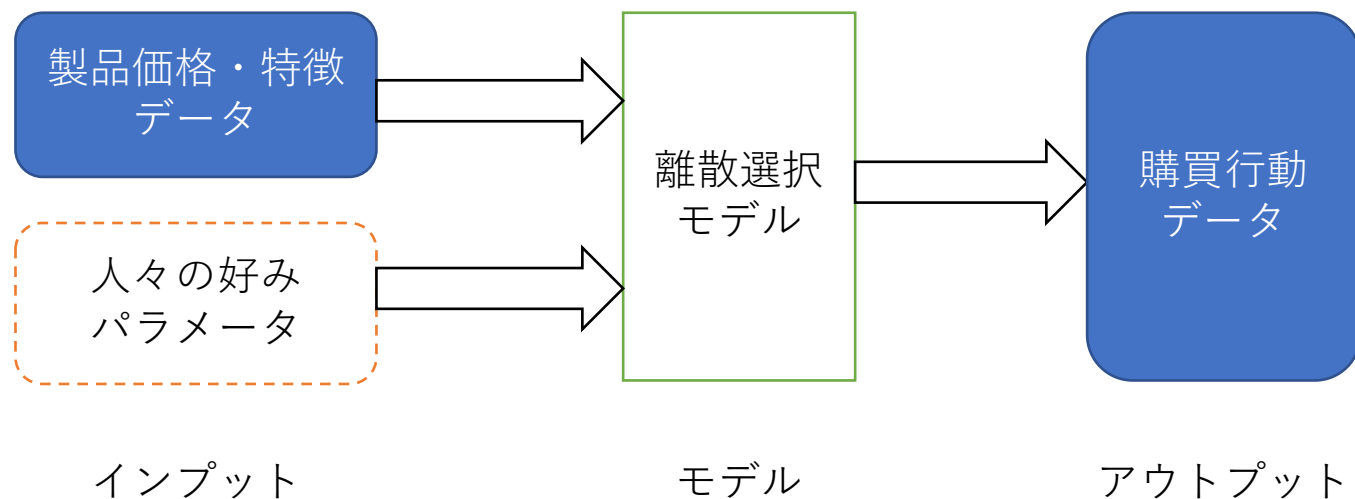 製品価格・特徴
データ
人々の好み
パラメータ
離散選択
モデル
購買行動
データ
インプット
モデル
アウトプット